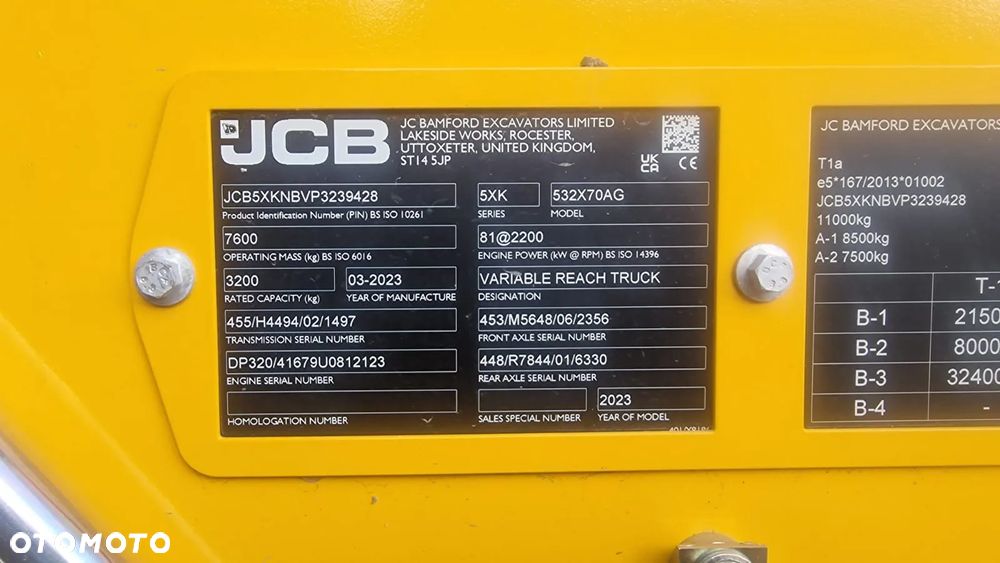 JCB
JC BAMFORD EXCAVATORS LIMITED
LAKESIDE WORKS, ROCESTER,
UTTOXETER, UNITED KINGDOM,
ST14 5JP
UK
CA
CE
JCB5XKNBVP3239428
Product Identification Number (PIN) BS ISO 10261
5XK
SERIES
532X70AG
MODEL
7600
OPERATING MASS (kg) BS ISO 6016
81@2200
ENGINE POWER (kW @ RPM) BS ISO 14396
3200
RATED CAPACITY (kg)
03-2023
YEAR OF MANUFACTURE
VARIABLE REACH TRUCK
DESIGNATION
455/H4494/02/1497
TRANSMISSION SERIAL NUMBER
453/M5648/06/2356
FRONT AXLE SERIAL NUMBER
DP320/41679U0812123
ENGINE SERIAL NUMBER
448/R7844/01/6330
REAR AXLE SERIAL NUMBER
HOMOLOGATION NUMBER
SALES SPECIAL NUMBER
2023
YEAR OF MODEL
JC BAMFORD EXCAVATORS
T1a
e5*167/2013*01002
JCB5XKNBVP3239428
11000kg
A-1 8500kg
A-2 7500kg
T-1
B-1 2150
B-2 8000
B-3 32400
B-4 -
OTOMOTO